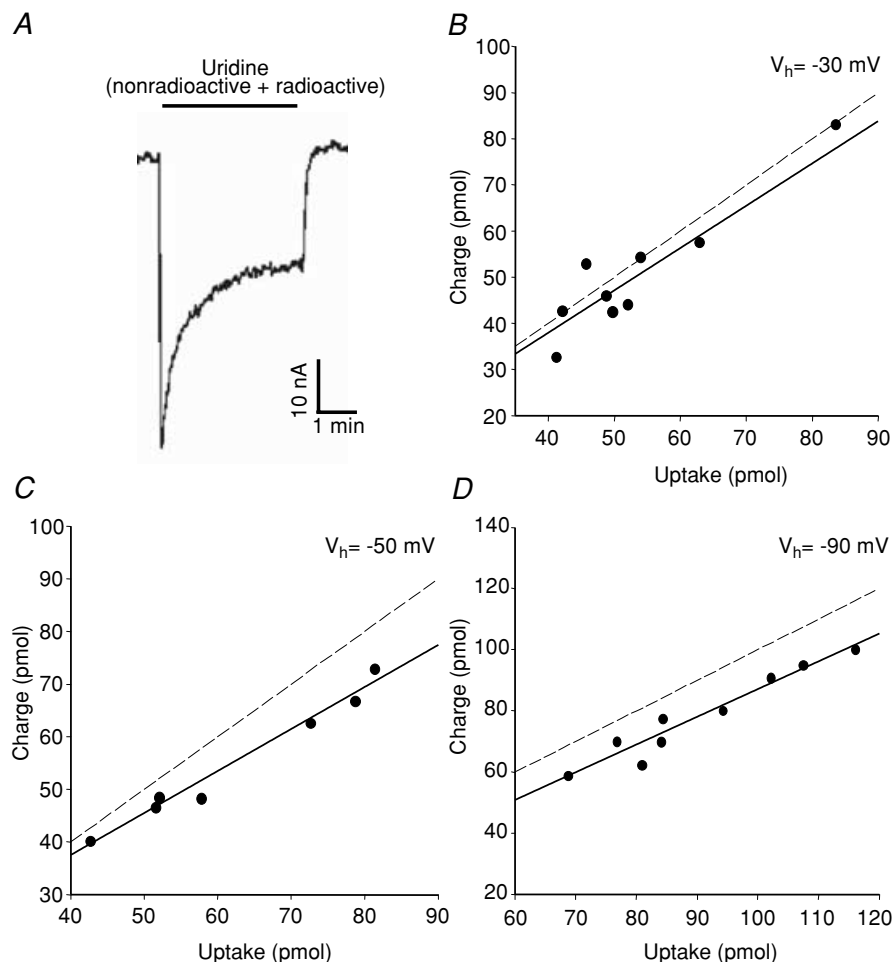 A
Uridine
(nonradioactive + radioactive)
10 nA
1 min
B
V_h= -30 mV
Charge (pmol)
100
90
80
70
60
50
40
30
20
40 50 60 70 80 90
Uptake (pmol)
C
V_h= -50 mV
Charge (pmol)
100
90
80
70
60
50
40
30
40 50 60 70 80 90
Uptake (pmol)
D
V_h= -90 mV
Charge (pmol)
140
120
100
80
60
40
20
60 70 80 90 100 110 120
Uptake (pmol)